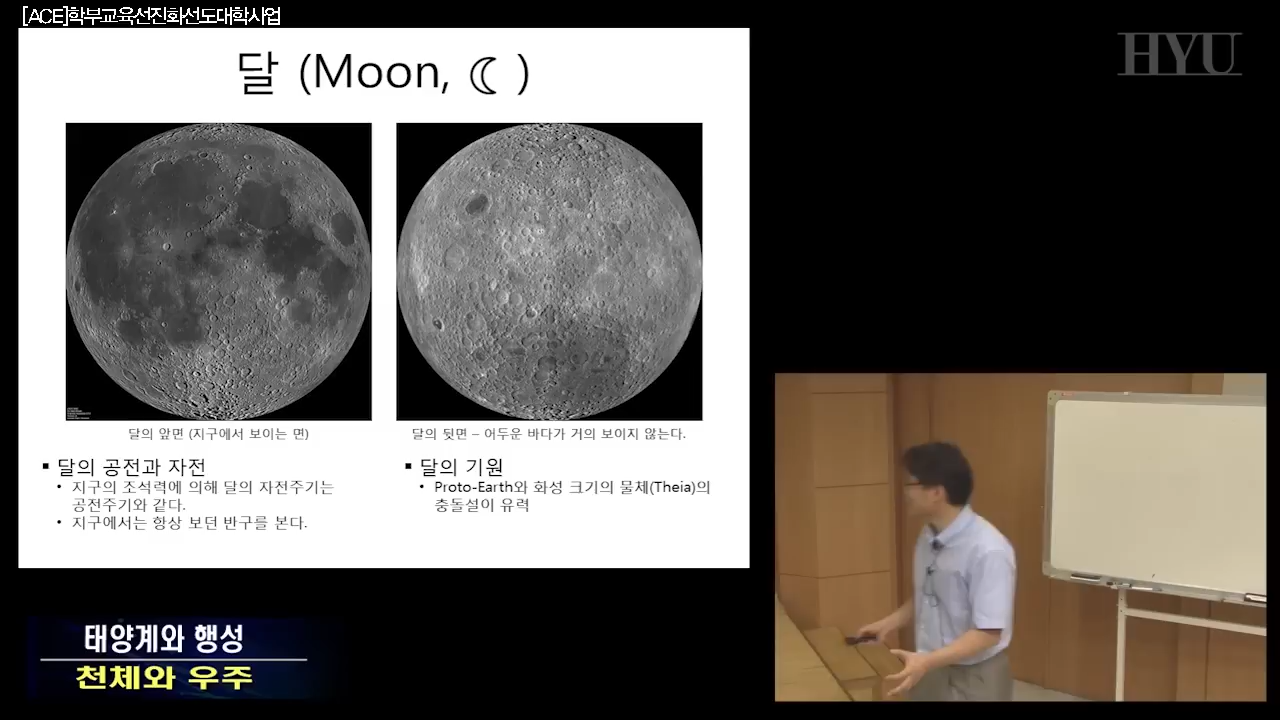 [ACE]학부교육선진화선도대학사업
HYU
달 (Moon, ☾)
달의 앞면 (지구에서 보이는 면)
달의 뒷면 – 어두운 바다가 거의 보이지 않는다.
▪ 달의 공전과 자전
• 지구의 조석력에 의해 달의 자전주기는
공전주기와 같다.
• 지구에서는 항상 보던 반구를 본다.
▪ 달의 기원
• Proto-Earth와 화성 크기의 물체(Theia)의
충돌설이 유력
태양계와 행성
천체와 우주